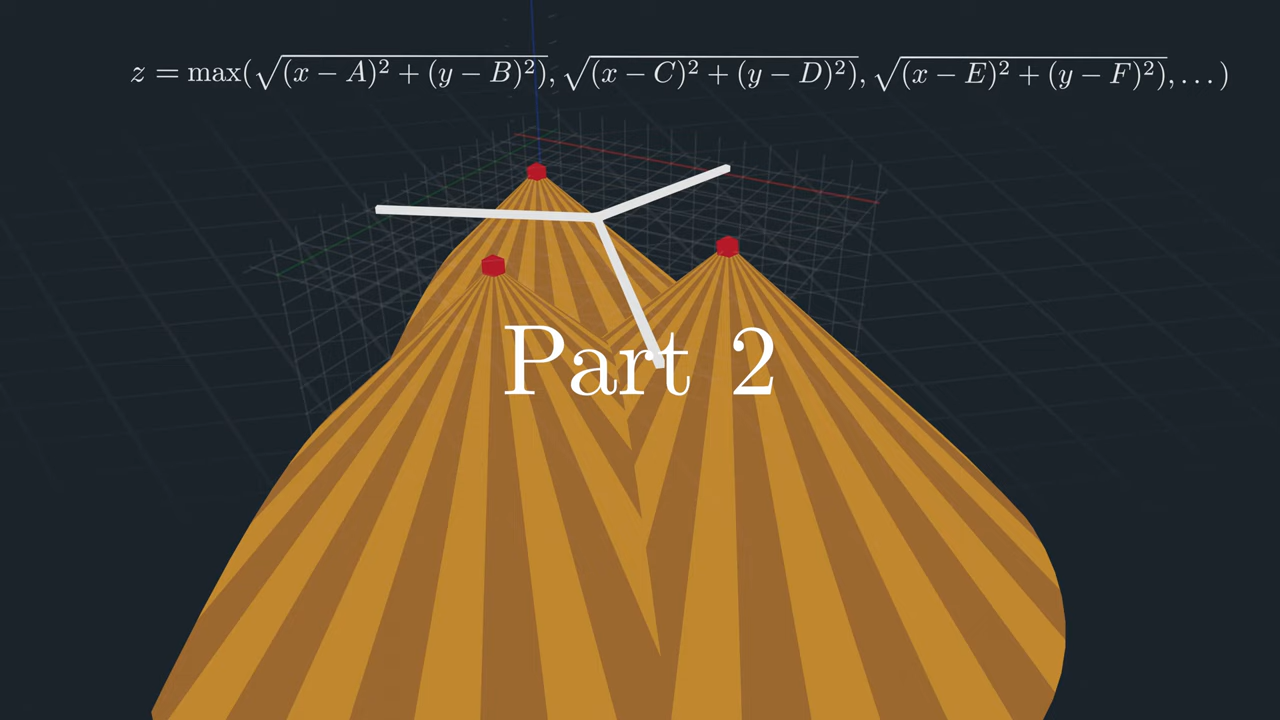 z = max(√(x − A)² + (y − B)²), √(x − C)² + (y − D)²), √(x − E)² + (y − F)²), . . . )
Part 2